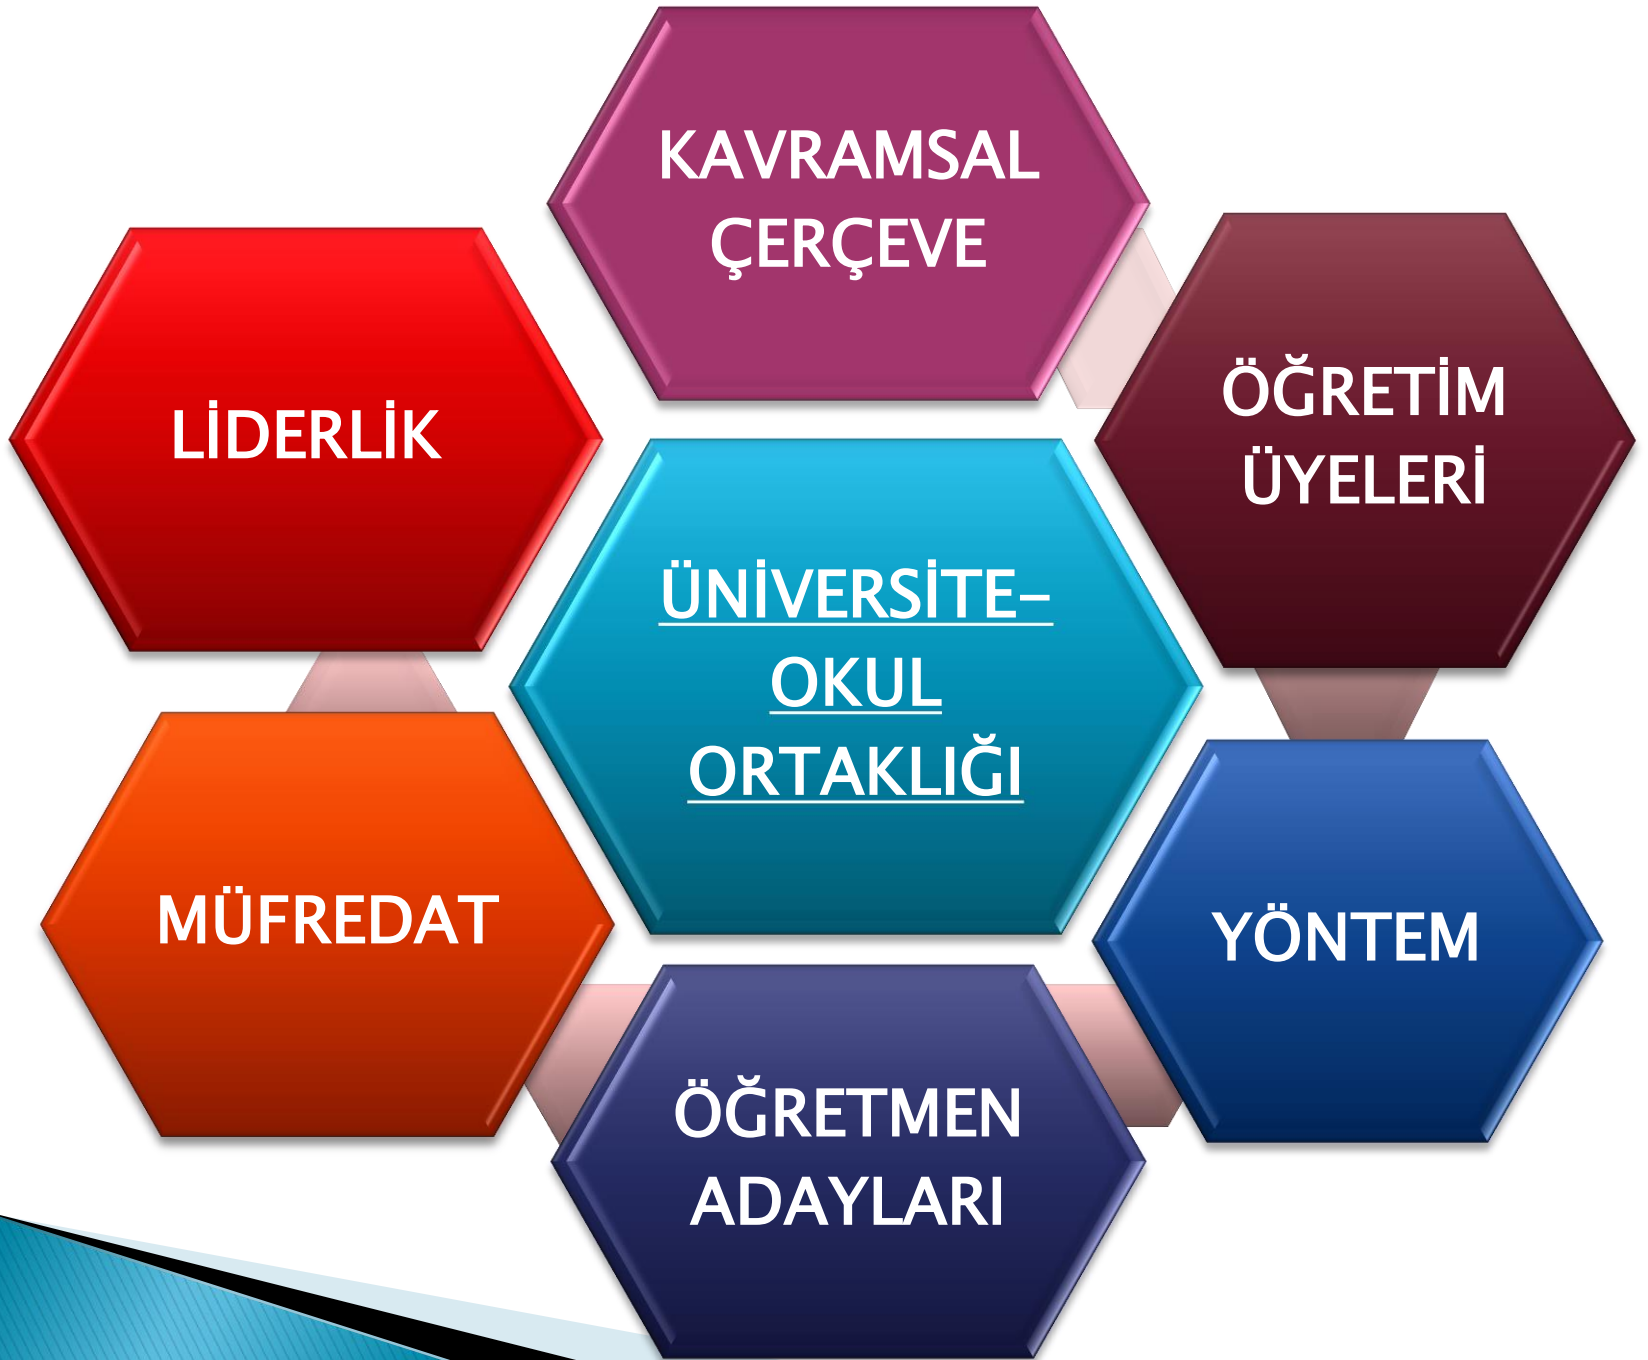 KAVRAMSAL
ÇERÇEVE
LİDERLİK
ÖĞRETİM
ÜYELERİ
ÜNİVERSİTE–
OKUL
ORTAKLIĞI
MÜFREDAT
YÖNTEM
ÖĞRETMEN
ADAYLARI